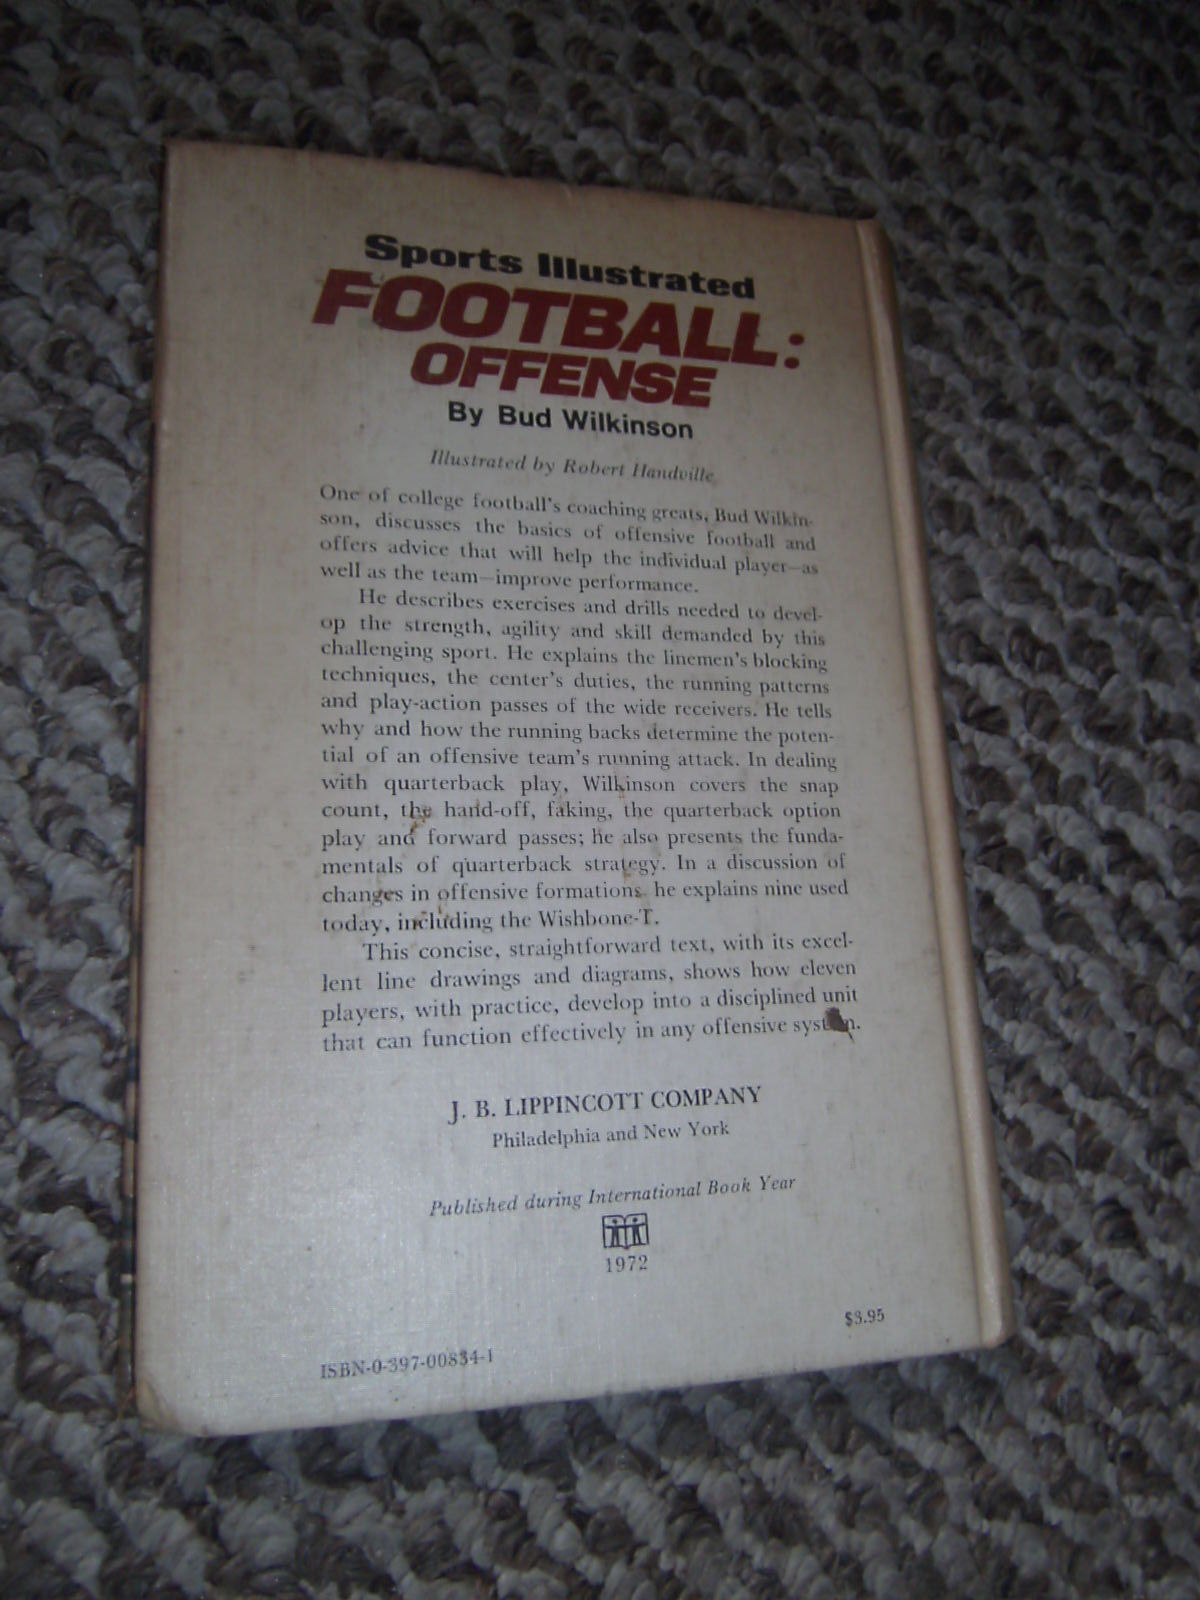 Sports Illustrated
FOOTBALL:
OFFENSE
By Bud Wilkinson
Illustrated by Robert Handville
One of college football's coaching greats, Bud Wilkin-
son, discusses the basics of offensive football and
offers advice that will help the individual player—as
well as the team—improve performance.
He describes exercises and drills needed to devel-
op the strength, agility and skill demanded by this
challenging sport. He explains the linemen's blocking
techniques, the center's duties, the running patterns
and play-action passes of the wide receivers. He tells
why and how the running backs determine the poten-
tial of an offensive team's running attack. In dealing
with quarterback play, Wilkinson covers the snap
count, the hand-off, faking, the quarterback option
play and forward passes; he also presents the funda-
mentals of quarterback strategy. In a discussion of
changes in offensive formations he explains nine used
today, including the Wishbone-T.
This concise, straightforward text, with its excel-
lent line drawings and diagrams, shows how eleven
players, with practice, develop into a disciplined unit
that can function effectively in any offensive system.
J. B. LIPPINCOTT COMPANY
Philadelphia and New York
Published during International Book Year
1972
$3.95
ISBN-0-397-00834-1